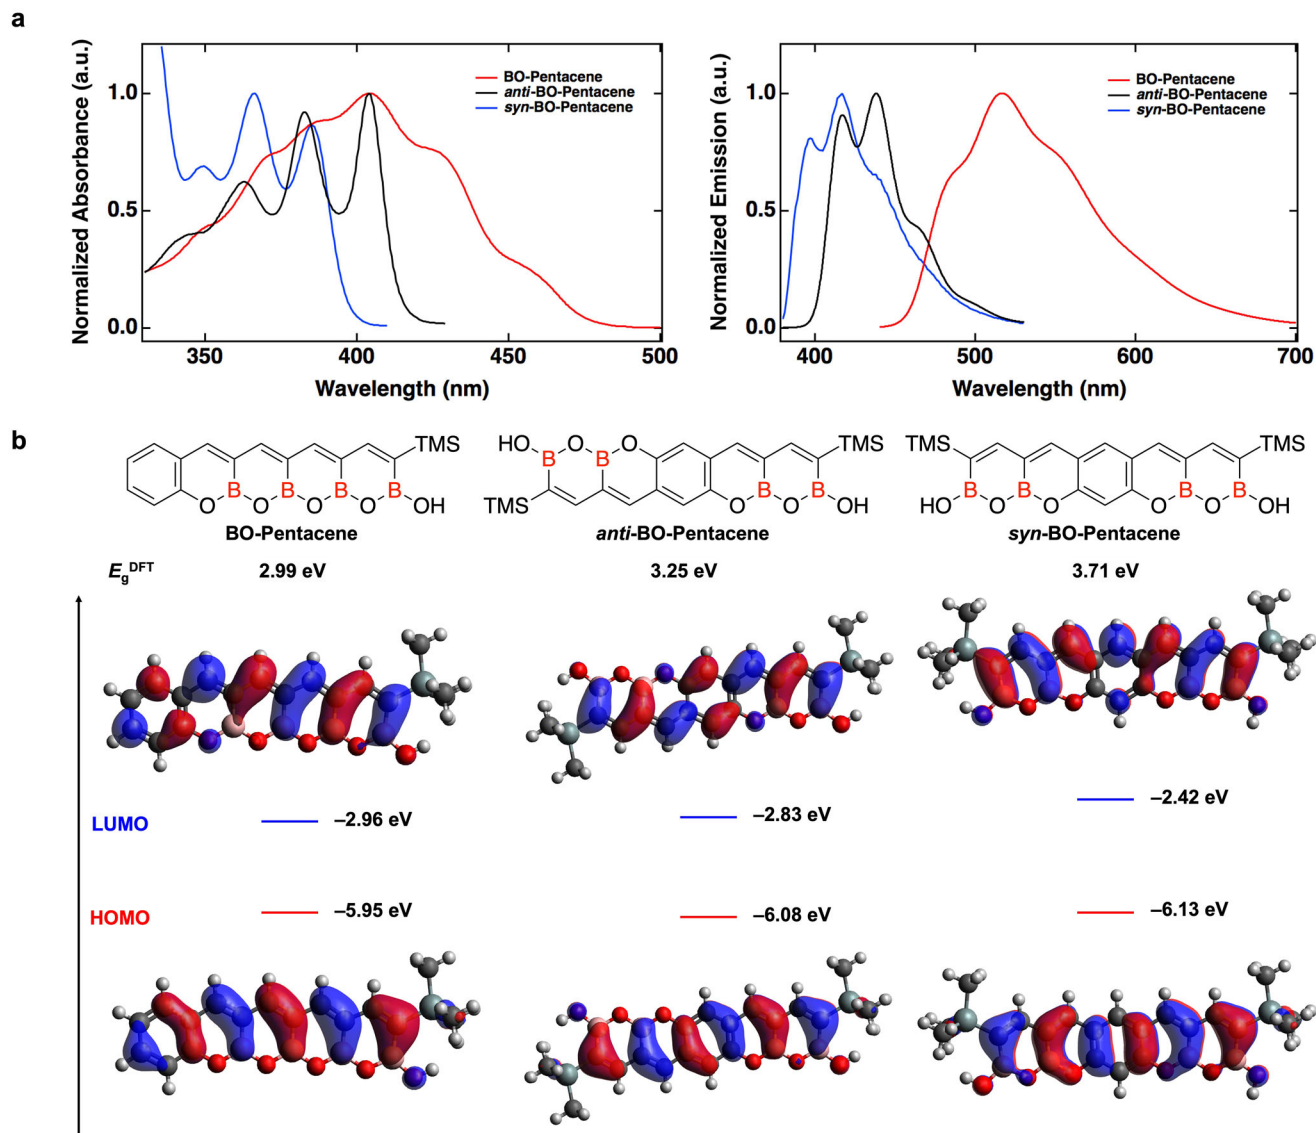 a
Normalized Absorbance (a.u.)
1.0
0.5
0.0
BO-Pentacene
anti-BO-Pentacene
syn-BO-Pentacene
350 400 450 500
Wavelength (nm)
Normalized Emission (a.u.)
1.0
0.5
0.0
BO-Pentacene
anti-BO-Pentacene
syn-BO-Pentacene
400 500 600 700
Wavelength (nm)
b
TMS
B B B B
O O O O OH
BO-Pentacene
HO O O TMS
B B
TMS B B
O O OH
anti-BO-Pentacene
TMS TMS
B B B B
HO O O O O OH
syn-BO-Pentacene
EgDFT 2.99 eV 3.25 eV 3.71 eV
LUMO –2.96 eV –2.83 eV –2.42 eV
HOMO –5.95 eV –6.08 eV –6.13 eV